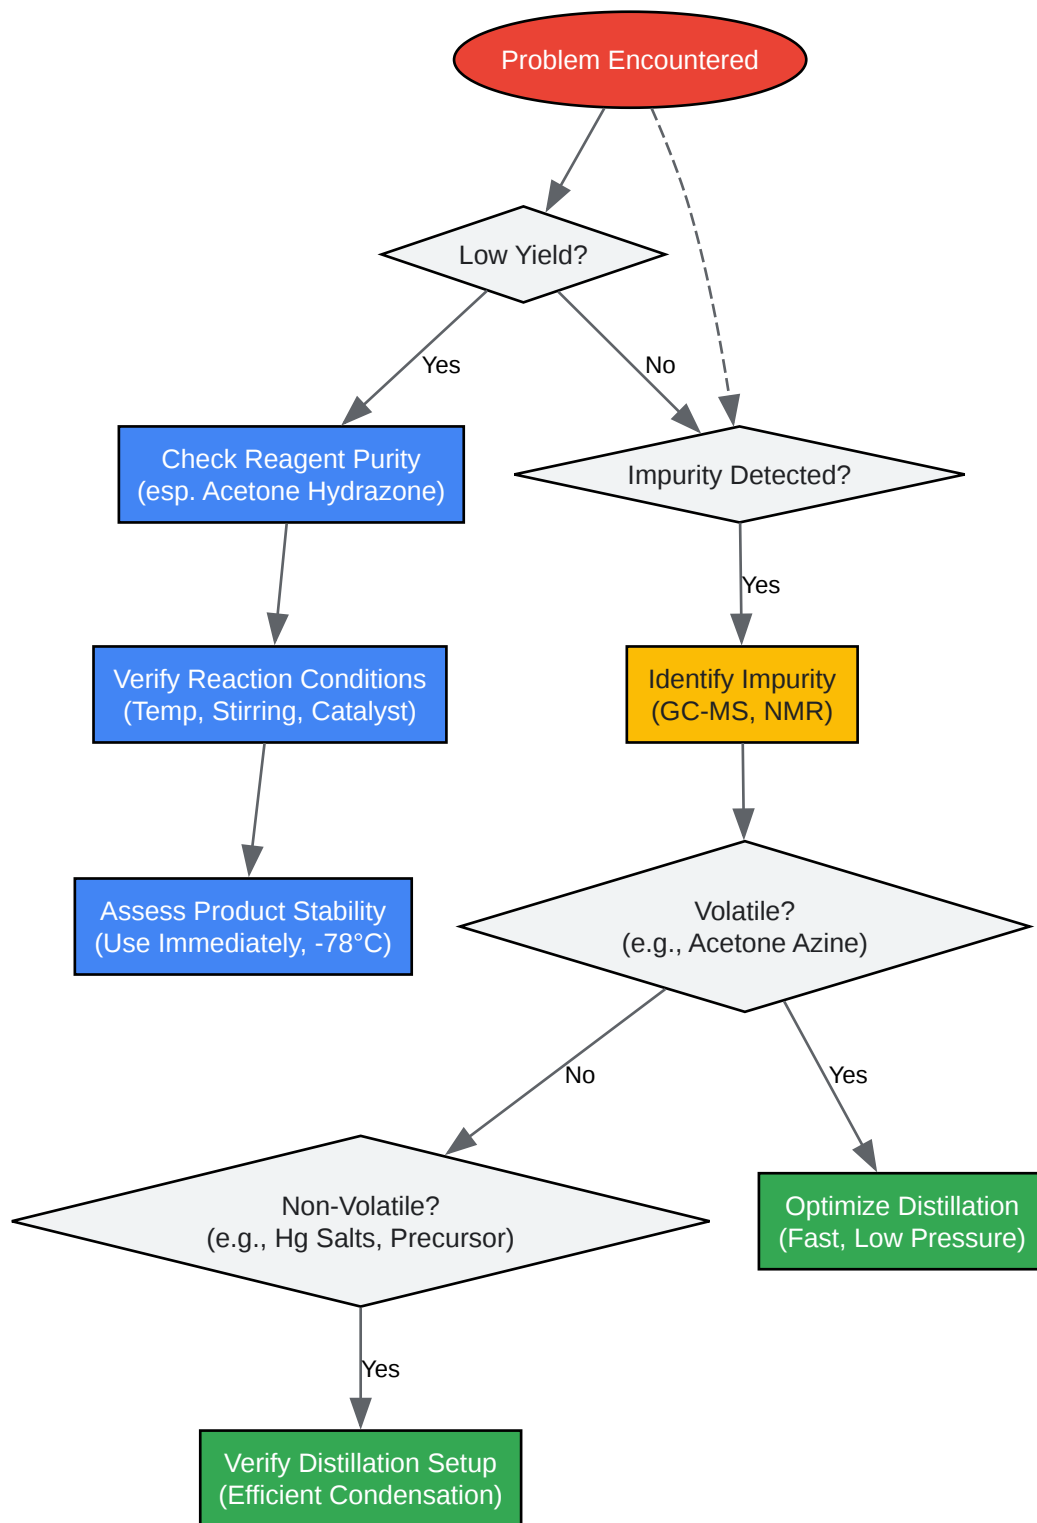 Problem Encountered
Low Yield?
Yes
No
Check Reagent Purity
(esp. Acetone Hydrazone)
Impurity Detected?
Yes
Verify Reaction Conditions
(Temp, Stirring, Catalyst)
Identify Impurity
(GC-MS, NMR)
Assess Product Stability
(Use Immediately, -78°C)
Volatile?
(e.g., Acetone Azine)
No
Yes
Non-Volatile?
(e.g., Hg Salts, Precursor)
Optimize Distillation
(Fast, Low Pressure)
Yes
Verify Distillation Setup
(Efficient Condensation)